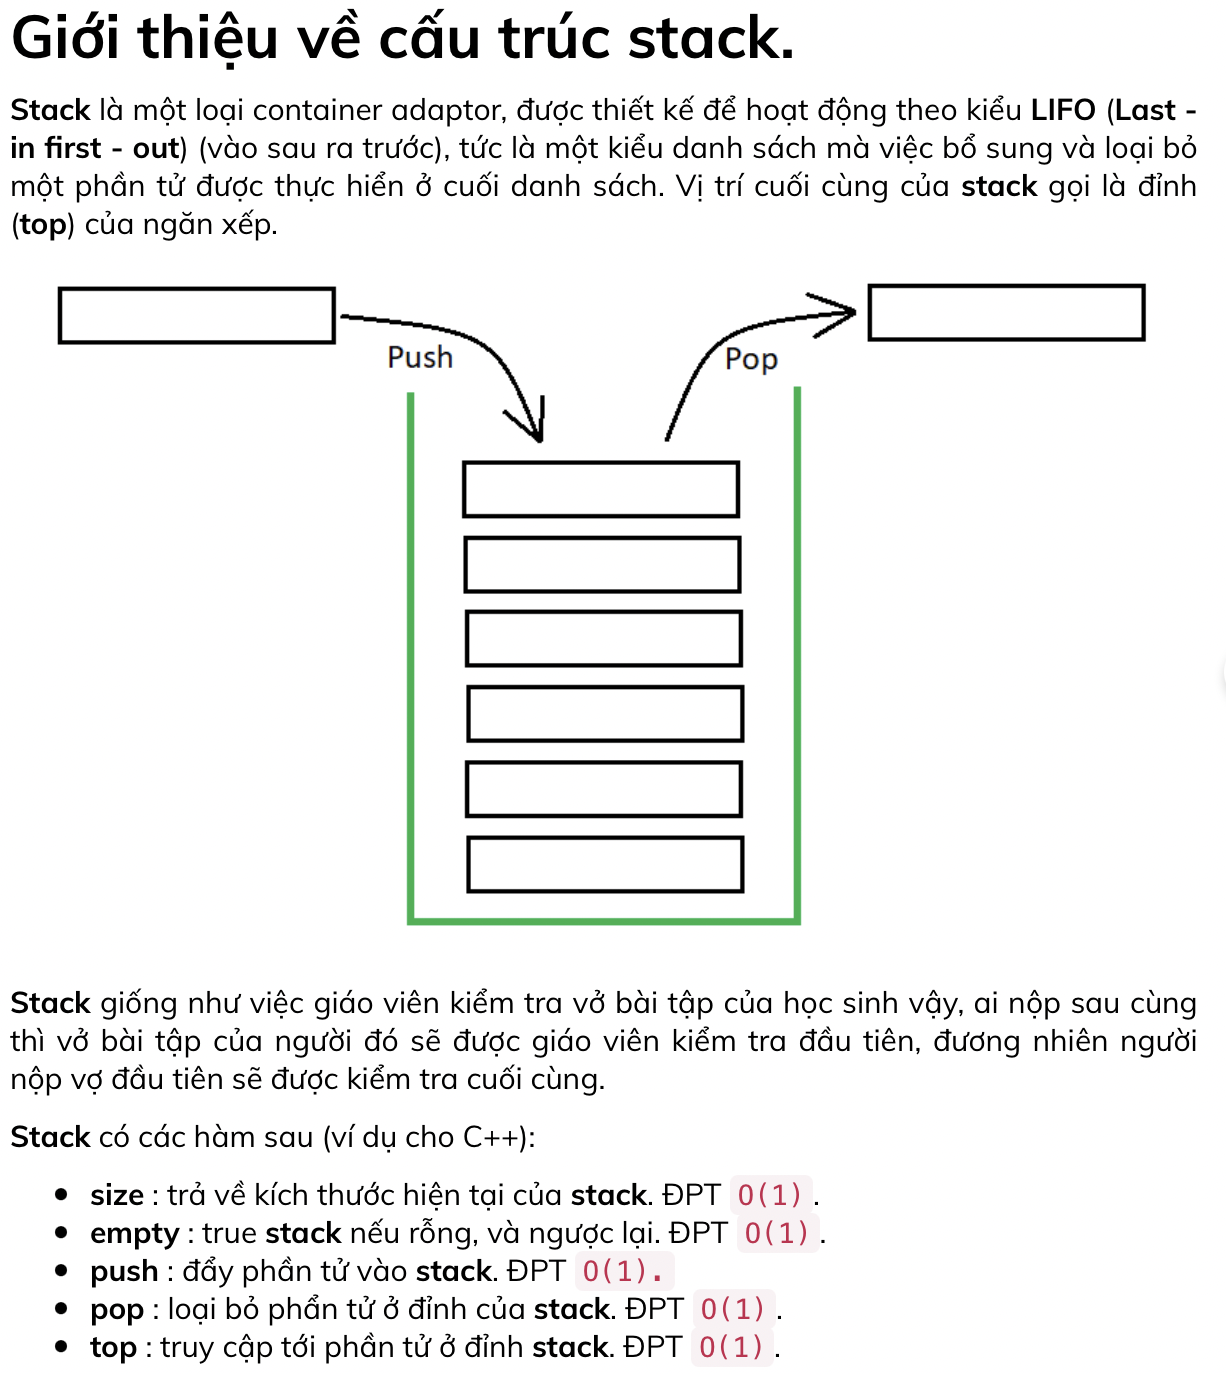 Giới thiệu về cấu trúc stack.
Stack là một loại container adaptor, được thiết kế để hoạt động theo kiểu LIFO (Last -
in first - out) (vào sau ra trước), tức là một kiểu danh sách mà việc bổ sung và loại bỏ
một phần tử được thực hiển ở cuối danh sách. Vị trí cuối cùng của stack gọi là đỉnh
(top) của ngăn xếp.
Push
Pop
Stack giống như việc giáo viên kiểm tra vở bài tập của học sinh vậy, ai nộp sau cùng
thì vở bài tập của người đó sẽ được giáo viên kiểm tra đầu tiên, đương nhiên người
nộp vợ đầu tiên sẽ được kiểm tra cuối cùng.
Stack có các hàm sau (ví dụ cho C++):
• size : trả về kích thước hiện tại của stack. ĐPT O(1) .
• empty : true stack nếu rỗng, và ngược lại. ĐPT O(1) .
• push : đẩy phần tử vào stack. ĐPT O(1).
• pop : loại bỏ phẩn tử ở đỉnh của stack. ĐPT O(1) .
• top : truy cập tới phần tử ở đỉnh stack. ĐPT O(1) .